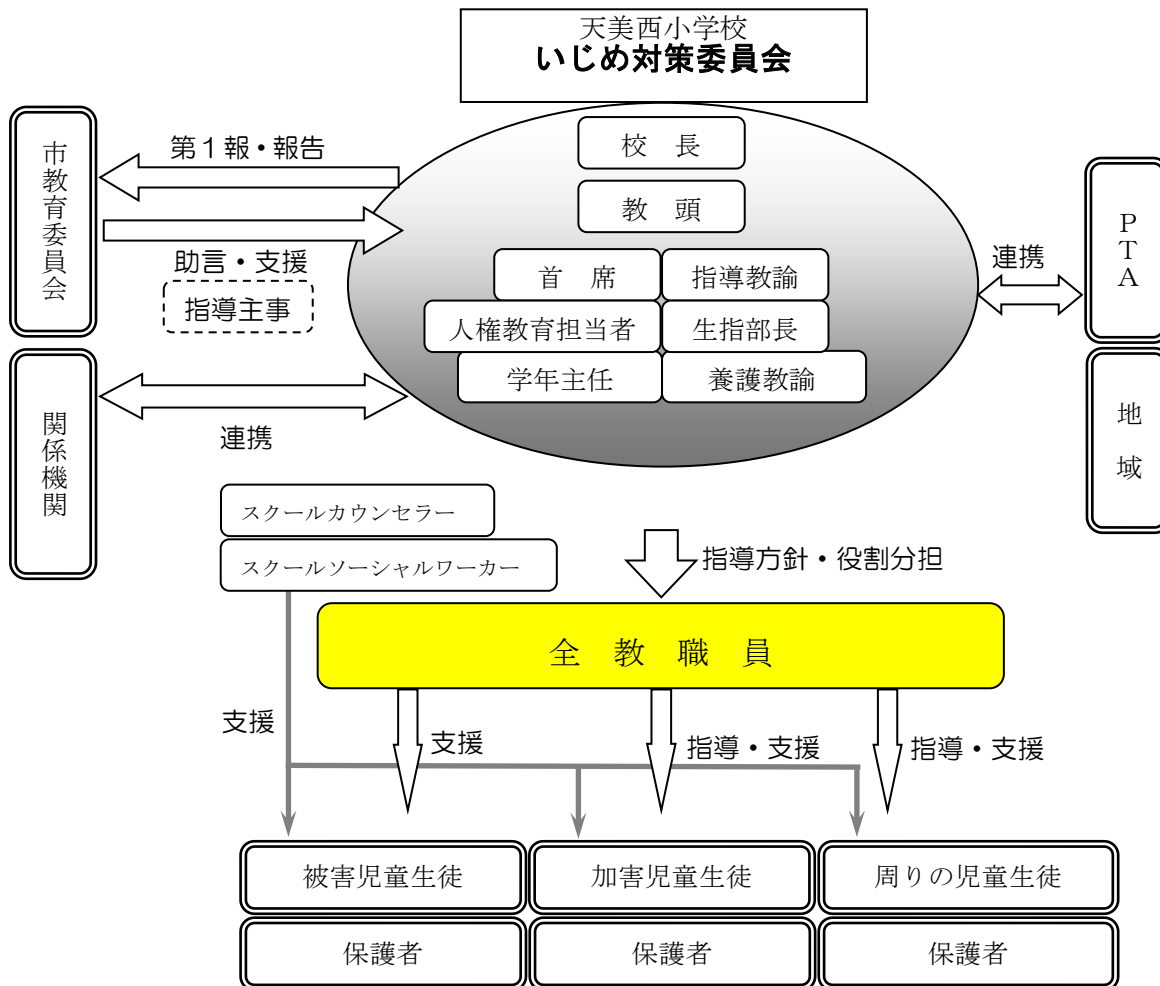 天美西小学校
いじめ対策委員会
校　長
教　頭
首　席
指導教諭
人権教育担当者
生指部長
学年主任
養護教諭
市教育委員会
第１報・報告
助言・支援
指導主事
関係機関
連携
連携
ＰＴＡ
地　域
スクールカウンセラー
スクールソーシャルワーカー
指導方針・役割分担
全　教　職　員
支援
支援
指導・支援
指導・支援
被害児童生徒
加害児童生徒
周りの児童生徒
保護者
保護者
保護者